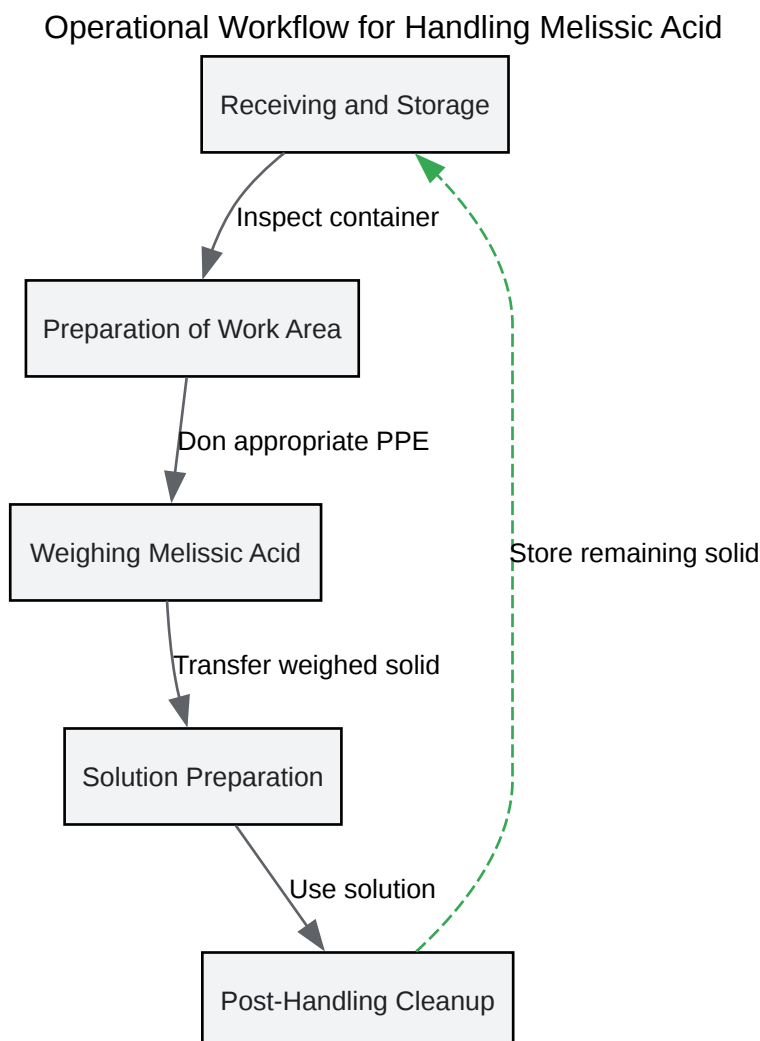 Operational Workflow for Handling Melissic Acid
Receiving and Storage
Inspect container
Preparation of Work Area
Don appropriate PPE
Weighing Melissic Acid
Store remaining solid
Transfer weighed solid
Solution Preparation
Use solution
Post-Handling Cleanup